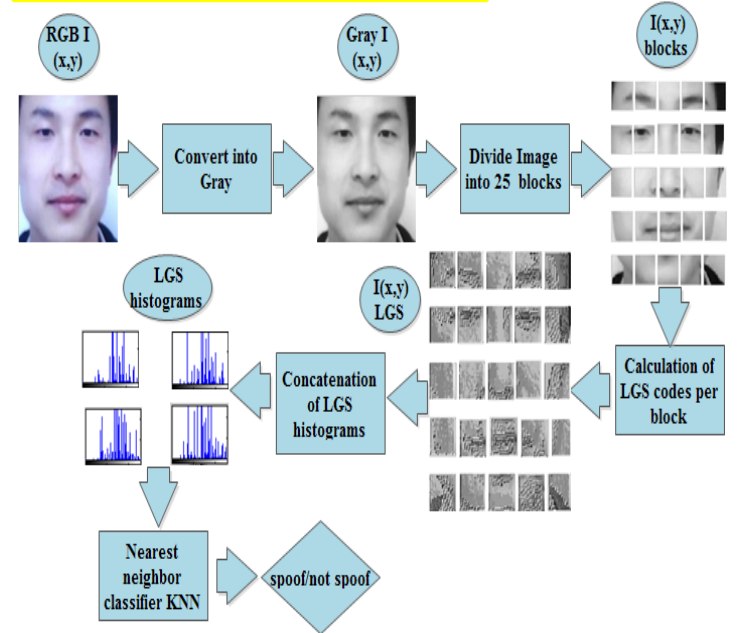 RGB I
(x,y)
Gray I
(x,y)
I(x,y)
blocks
Convert into
Gray
Divide Image
into 25 blocks
LGS
histograms
I(x,y)
LGS
Concatenation
of LGS
histograms
Calculation of
LGS codes per
block
Nearest
neighbor
classifier KNN
spoof/not spoof